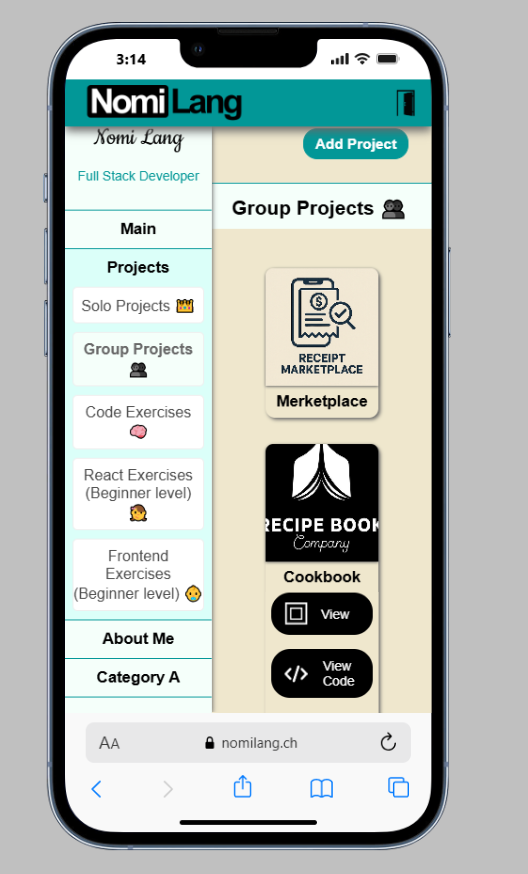 3:14
Nomi Lang
Nomi Lang
Full Stack Developer
Main
Projects
Solo Projects
Group Projects
Code Exercises
React Exercises
(Beginner level)
Frontend
Exercises
(Beginner level)
About Me
Category A
Add Project
Group Projects
$
RECEIPT
MARKETPLACE
Merketplace
RECIPE BOOK
Company
Cookbook
View
</> View
Code
AA
nomilang.ch